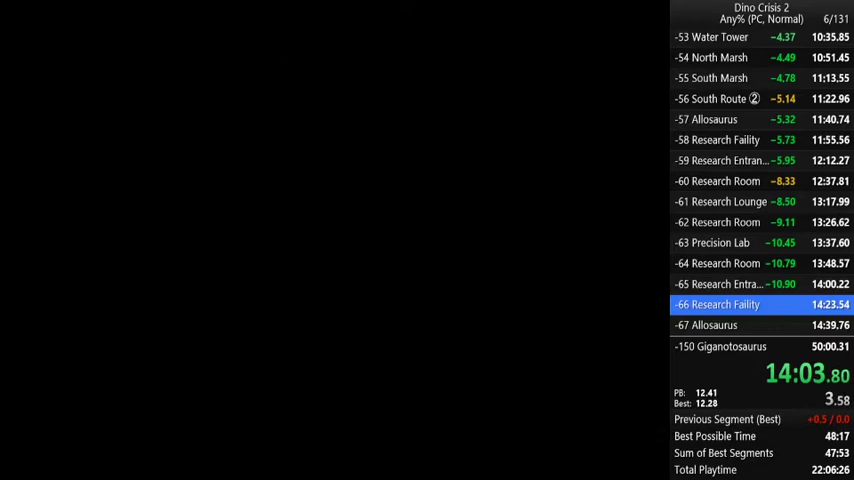 Dino Crisis 2
Any% (PC, Normal) 6/131
-53 Water Tower −4.37 10:35.85
-54 North Marsh −4.49 10:51.45
-55 South Marsh −4.78 11:13.55
-56 South Route ② −5.14 11:22.96
-57 Allosaurus −5.32 11:40.74
-58 Research Faility −5.73 11:55.56
-59 Research Entran... −5.95 12:12.27
-60 Research Room −8.33 12:37.81
-61 Research Lounge −8.50 13:17.99
-62 Research Room −9.11 13:26.62
-63 Precision Lab −10.45 13:37.60
-64 Research Room −10.79 13:48.57
-65 Research Entra... −10.90 14:00.22
-66 Research Faility 14:23.54
-67 Allosaurus 14:39.76
-150 Giganotosaurus 50:00.31
14:03.80
PB: 12.41
Best: 12.28
3.58
Previous Segment (Best) +0.5 / 0.0
Best Possible Time 48:17
Sum of Best Segments 47:53
Total Playtime 22:06:26